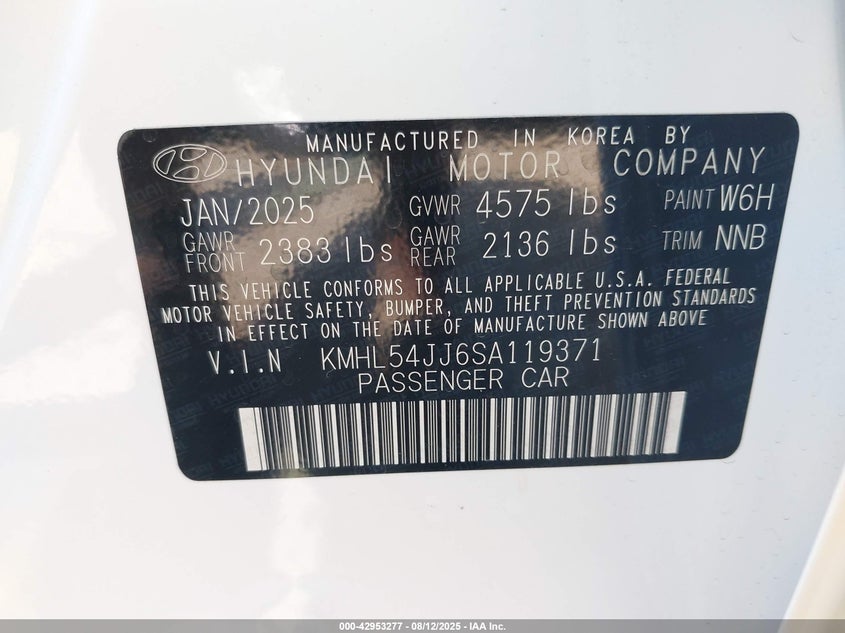 MANUFACTURED IN KOREA BY
HYUNDAI MOTOR COMPANY
JAN/2025 GVWR 4575 lbs PAINT W6H
GAWR FRONT 2383 lbs GAWR REAR 2136 lbs TRIM NNB
THIS VEHICLE CONFORMS TO ALL APPLICABLE U.S.A. FEDERAL
MOTOR VEHICLE SAFETY, BUMPER, AND THEFT PREVENTION STANDARDS
IN EFFECT ON THE DATE OF MANUFACTURE SHOWN ABOVE
V.I.N KMHL54JJ6SA119371
PASSENGER CAR
000-42953277 - 08/12/2025 - IAA Inc.